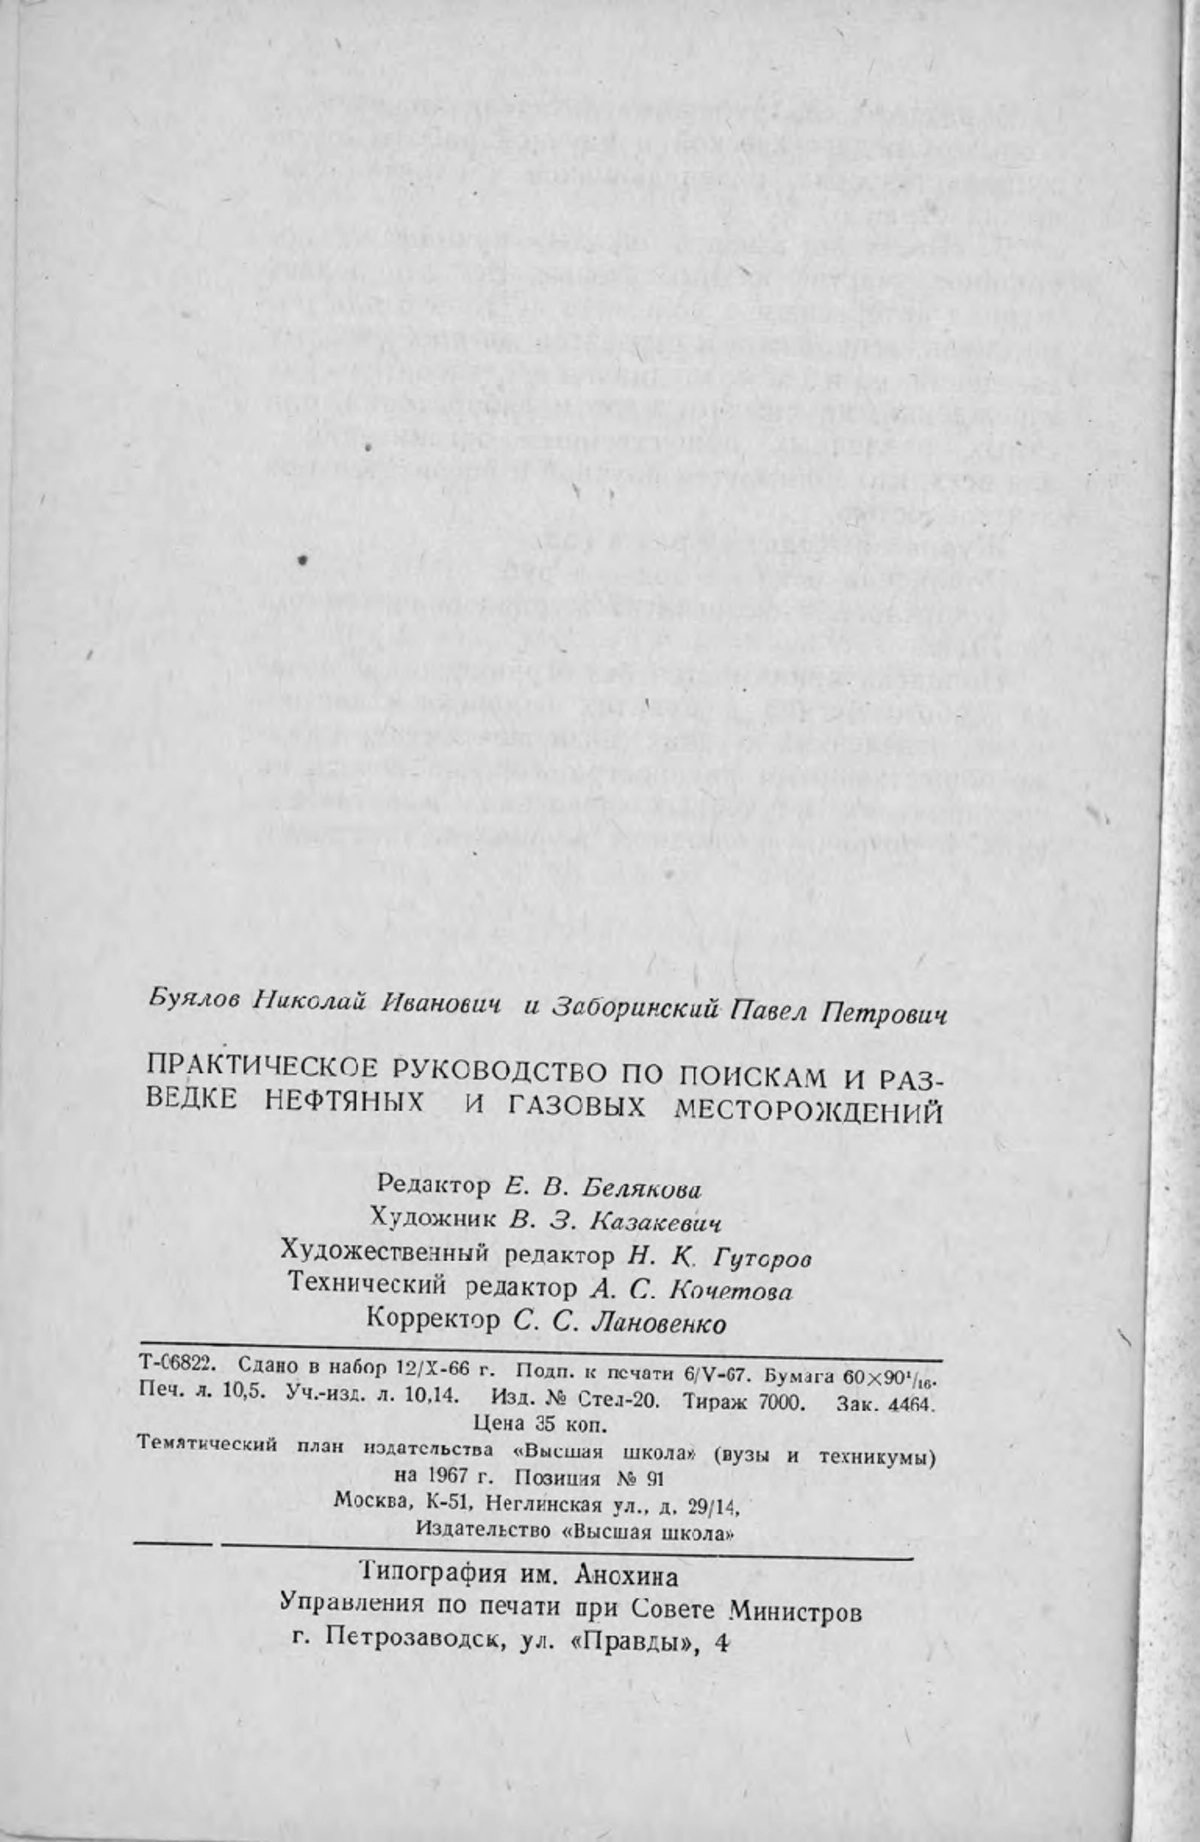 Буялов Николай Иванович и Заборинский Павел Петрович
ПРАКТИЧЕСКОЕ РУКОВОДСТВО ПО ПОИСКАМ И РАЗ-
ВЕДКЕ НЕФТЯНЫХ И ГАЗОВЫХ МЕСТОРОЖДЕНИЙ
Редактор Е. В. Белякова
Художник В. З. Казакевич
Художественный редактор Н. К. Гуторов
Технический редактор А. С. Кочетова
Корректор С. С. Лановенко
Т-06822. Сдано в набор 12/X-66 г. Подп. к печати 6/V-67. Бумага 60×90¹/₁₆.
Печ. л. 10,5. Уч.-изд. л. 10,14. Изд. № Стел-20. Тираж 7000. Зак. 4464.
Цена 35 коп.
Тематический план издательства «Высшая школа» (вузы и техникумы)
на 1967 г. Позиция № 91
Москва, К-51, Неглинская ул., д. 29/14,
Издательство «Высшая школа»
Типография им. Анохина
Управления по печати при Совете Министров
г. Петрозаводск, ул. «Правды», 4